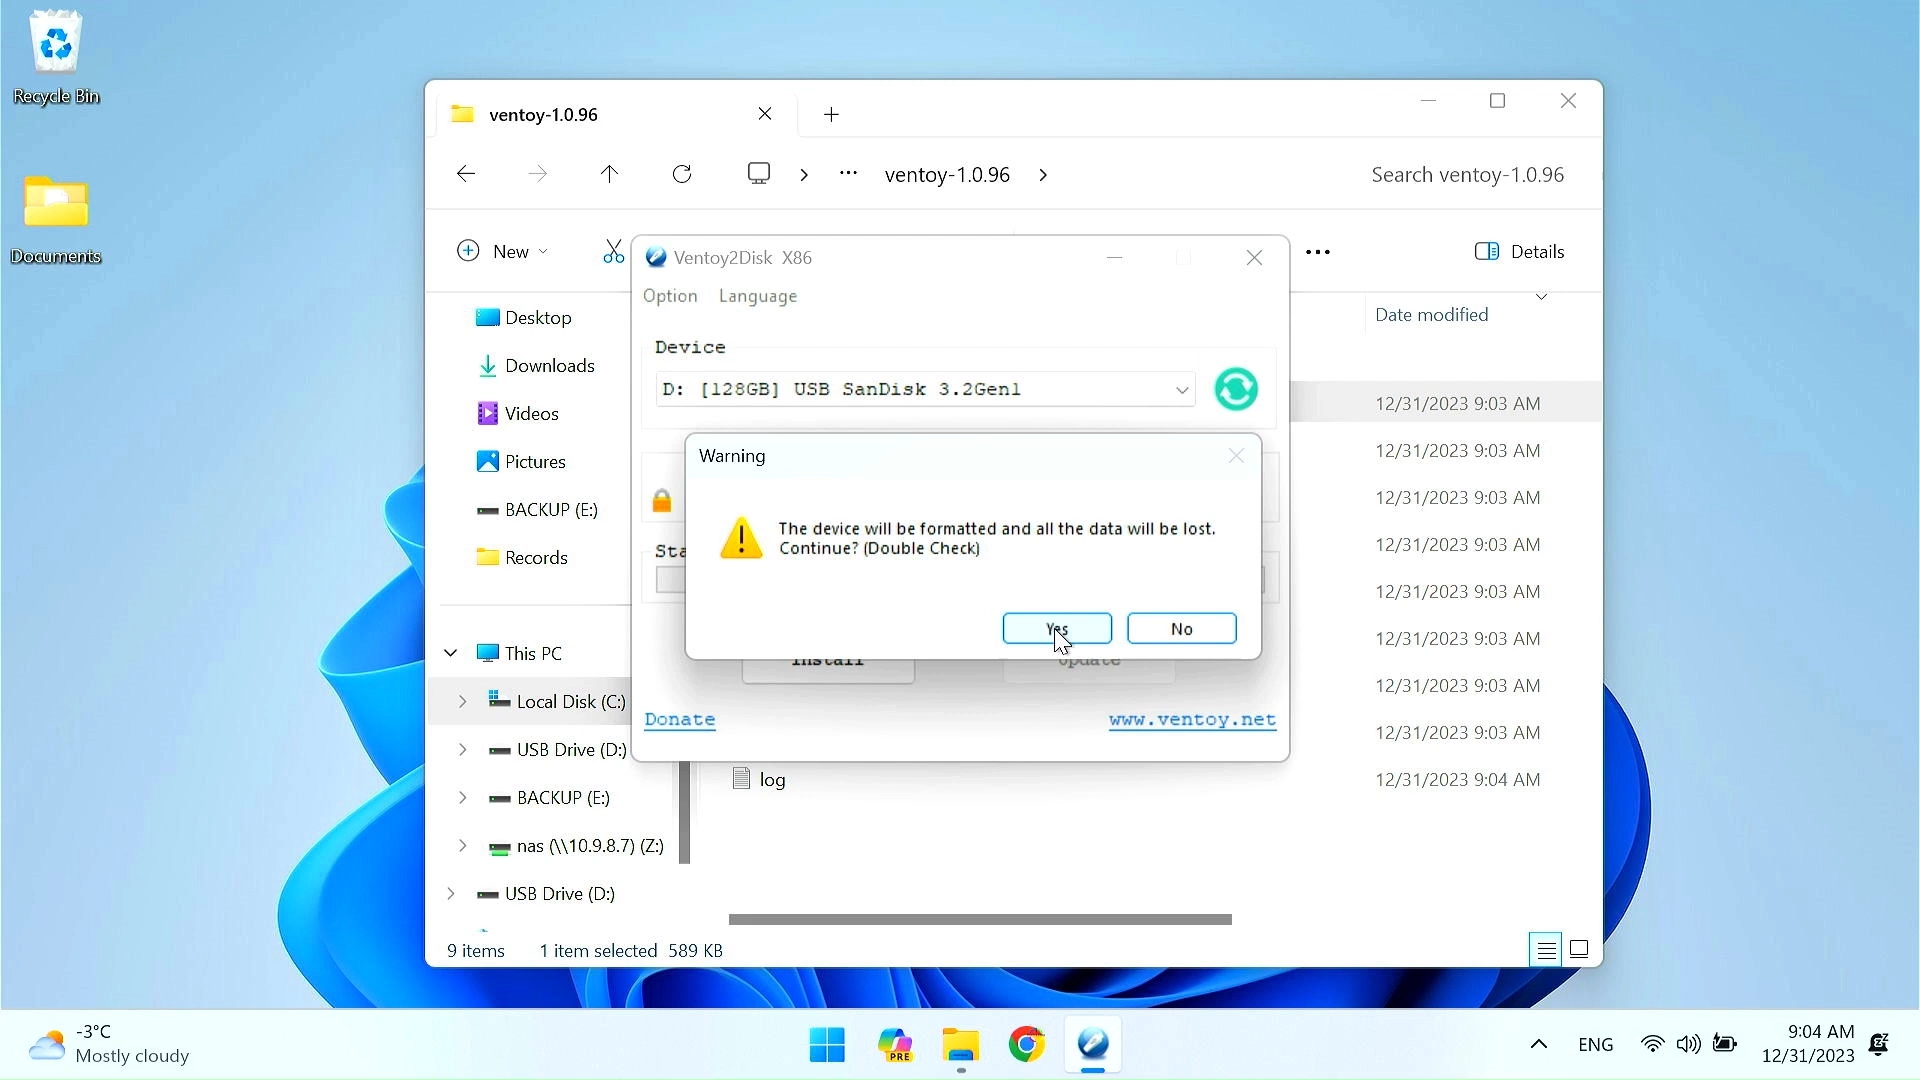 Recycle Bin
Documents
ventoy-1.0.96
ventoy-1.0.96
Search ventoy-1.0.96
New
Details
Desktop
Downloads
Videos
Pictures
BACKUP (E:)
Records
This PC
Local Disk (C:)
USB Drive (D:)
BACKUP (E:)
nas (\\10.9.8.7) (Z:)
USB Drive (D:)
Ventoy2Disk X86
Option Language
Device
D: [128GB] USB SanDisk 3.2Gen1
Warning
The device will be formatted and all the data will be lost.
Continue? (Double Check)
Yes No
Sta
Install Update
Donate www.ventoy.net
Date modified
12/31/2023 9:03 AM
12/31/2023 9:03 AM
12/31/2023 9:03 AM
12/31/2023 9:03 AM
12/31/2023 9:03 AM
12/31/2023 9:03 AM
12/31/2023 9:03 AM
12/31/2023 9:03 AM
log 12/31/2023 9:04 AM
9 items 1 item selected 589 KB
-3°C
Mostly cloudy
PRE
ENG
9:04 AM
12/31/2023